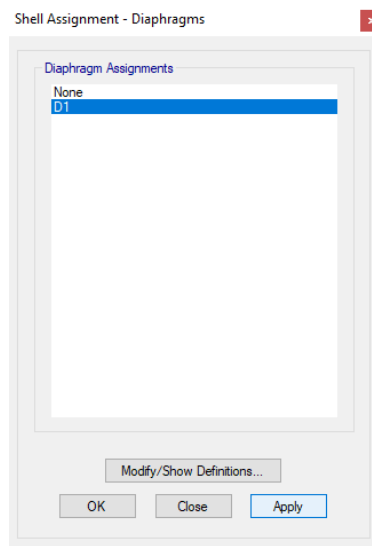 Shell Assignment - Diaphragms
Diaphragm Assignments
None
D1
Modify/Show Definitions...
OK Close Apply